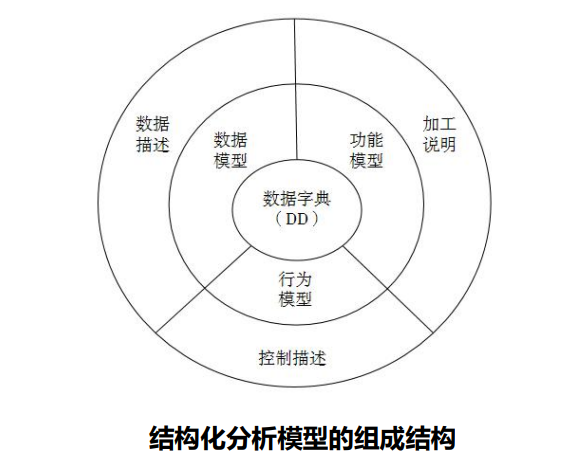 数据
描述
数据
模型
功能
模型
加工
说明
数据字典
（DD）
行为
模型
控制描述
结构化分析模型的组成结构